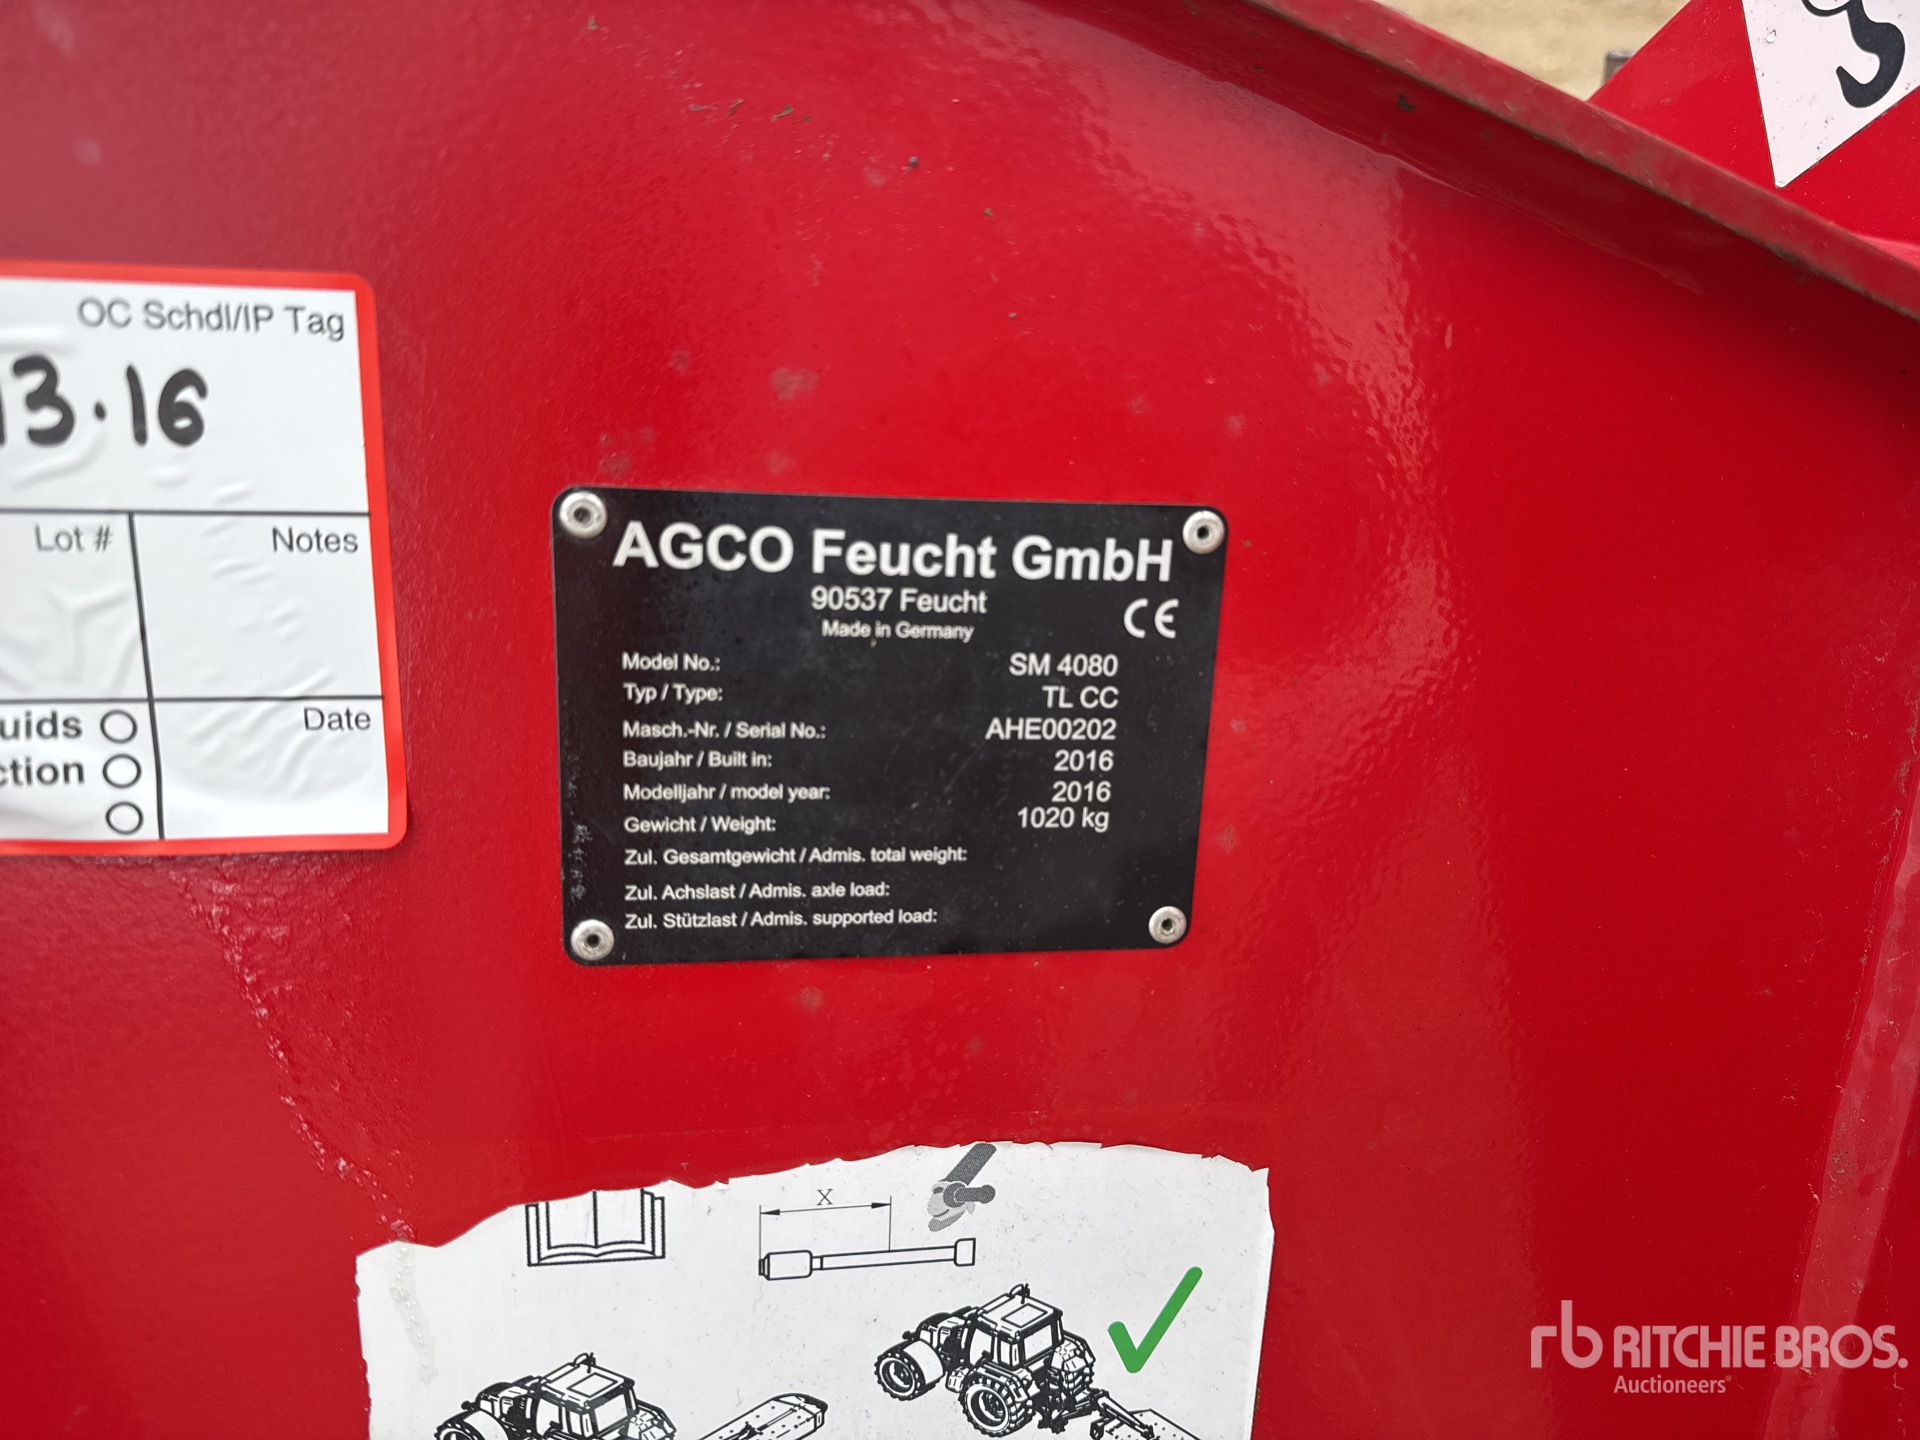 OC Schdl/IP Tag
13.16
Lot #
Notes
Date
AGCO Feucht GmbH
90537 Feucht
Made in Germany
CE
Model No.: SM 4080
Typ / Type: TL CC
Masch.-Nr. / Serial No.: AHE00202
Baujahr / Built in: 2016
Modelljahr / model year: 2016
Gewicht / Weight: 1020 kg
Zul. Gesamtgewicht / Admis. total weight:
Zul. Achslast / Admis. axle load:
Zul. Stützlast / Admis. supported load:
X
rb RITCHIE BROS.
Auctioneers